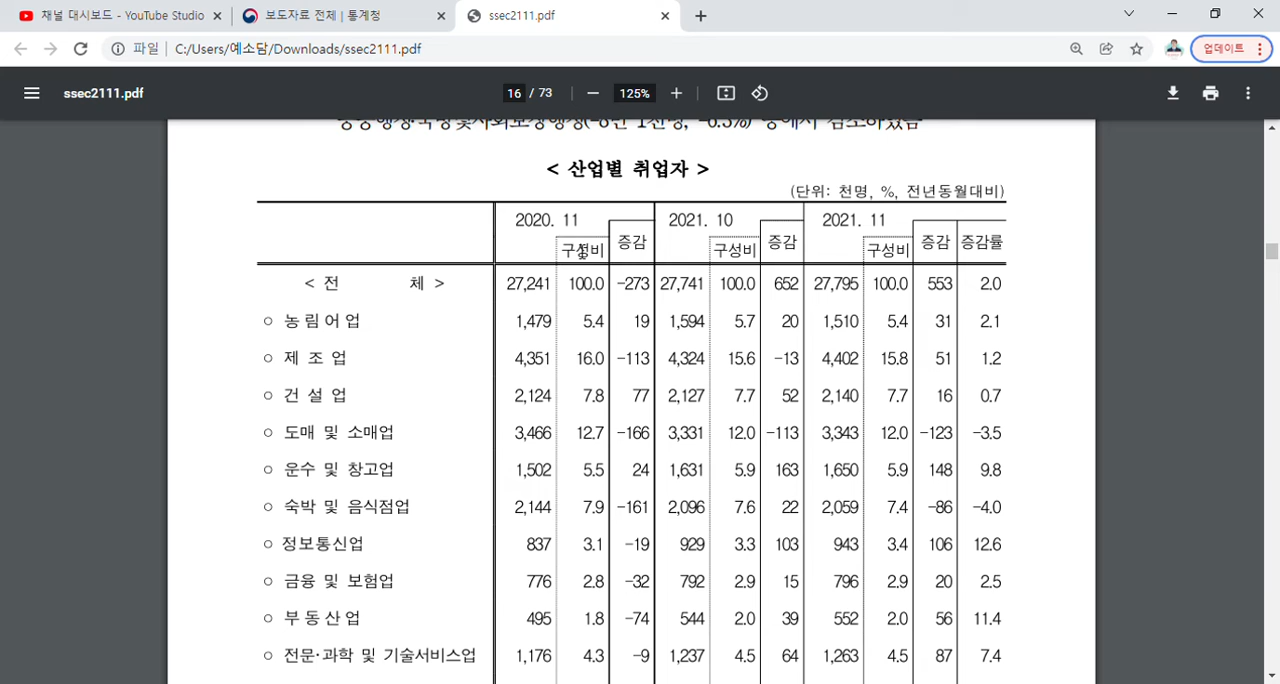 채널 대시보드 - YouTube Studio
보도자료 전체 | 통계청
ssec2111.pdf
파일 C:/Users/예소담/Downloads/ssec2111.pdf
업데이트
ssec2111.pdf
16 / 73
125%
< 산업별 취업자 >
(단위: 천명, %, 전년동월대비)
2020. 11 2021. 10 2021. 11
구성비 증감 구성비 증감 구성비 증감 증감률
< 전 체 > 27,241 100.0 -273 27,741 100.0 652 27,795 100.0 553 2.0
○ 농림어업 1,479 5.4 19 1,594 5.7 20 1,510 5.4 31 2.1
○ 제 조 업 4,351 16.0 -113 4,324 15.6 -13 4,402 15.8 51 1.2
○ 건 설 업 2,124 7.8 77 2,127 7.7 52 2,140 7.7 16 0.7
○ 도매 및 소매업 3,466 12.7 -166 3,331 12.0 -113 3,343 12.0 -123 -3.5
○ 운수 및 창고업 1,502 5.5 24 1,631 5.9 163 1,650 5.9 148 9.8
○ 숙박 및 음식점업 2,144 7.9 -161 2,096 7.6 22 2,059 7.4 -86 -4.0
○ 정보통신업 837 3.1 -19 929 3.3 103 943 3.4 106 12.6
○ 금융 및 보험업 776 2.8 -32 792 2.9 15 796 2.9 20 2.5
○ 부동산업 495 1.8 -74 544 2.0 39 552 2.0 56 11.4
○ 전문·과학 및 기술서비스업 1,176 4.3 -9 1,237 4.5 64 1,263 4.5 87 7.4